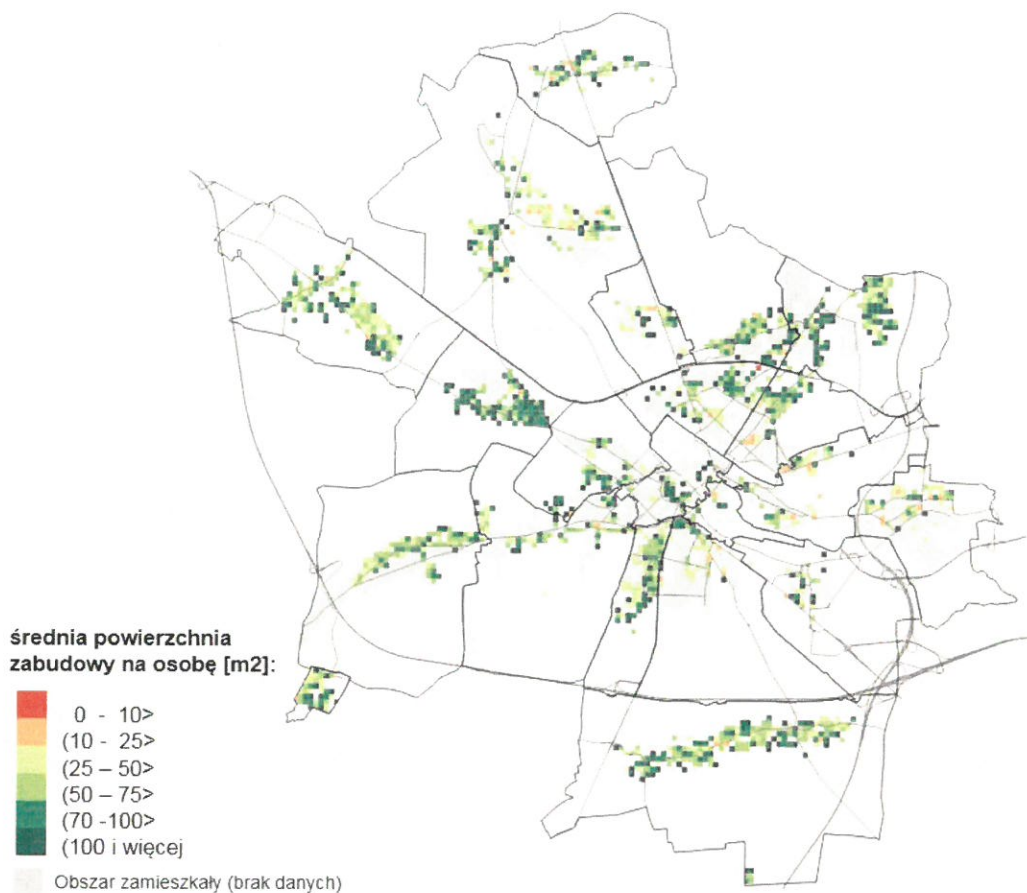 średnia powierzchnia
zabudowy na osobę [m2]:
0 - 10>
(10 - 25>
(25 – 50>
(50 – 75>
(70 -100>
(100 i więcej
Obszar zamieszkały (brak danych)